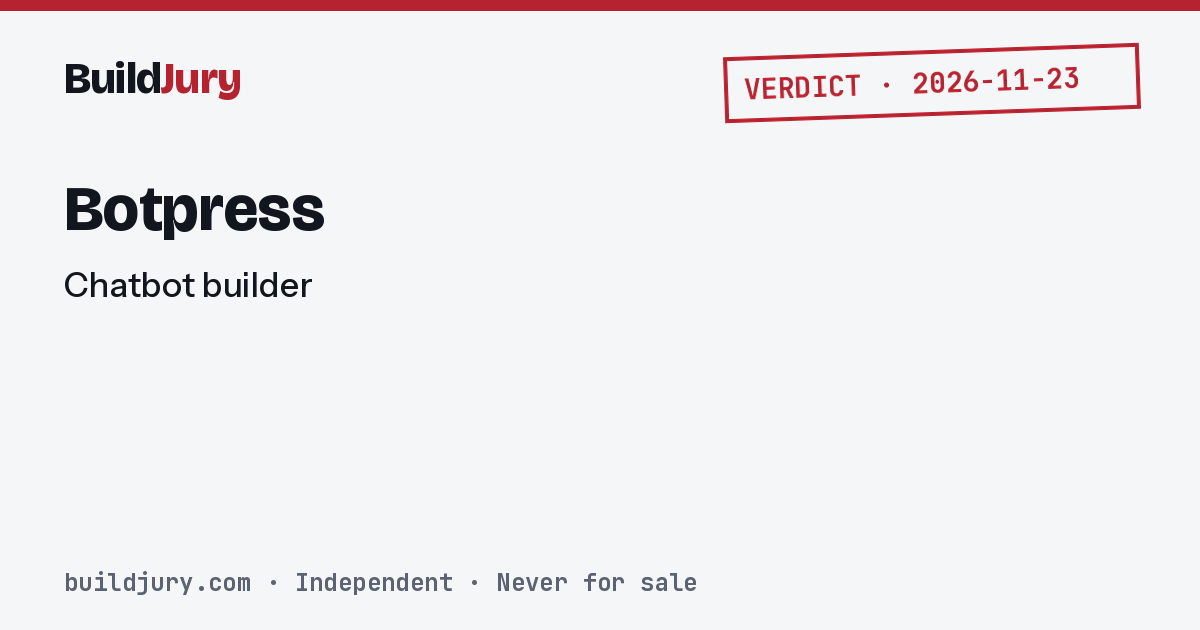 BuildJury
VERDICT · 2026-11-23
Botpress
Chatbot builder
buildjury.com · Independent · Never for sale